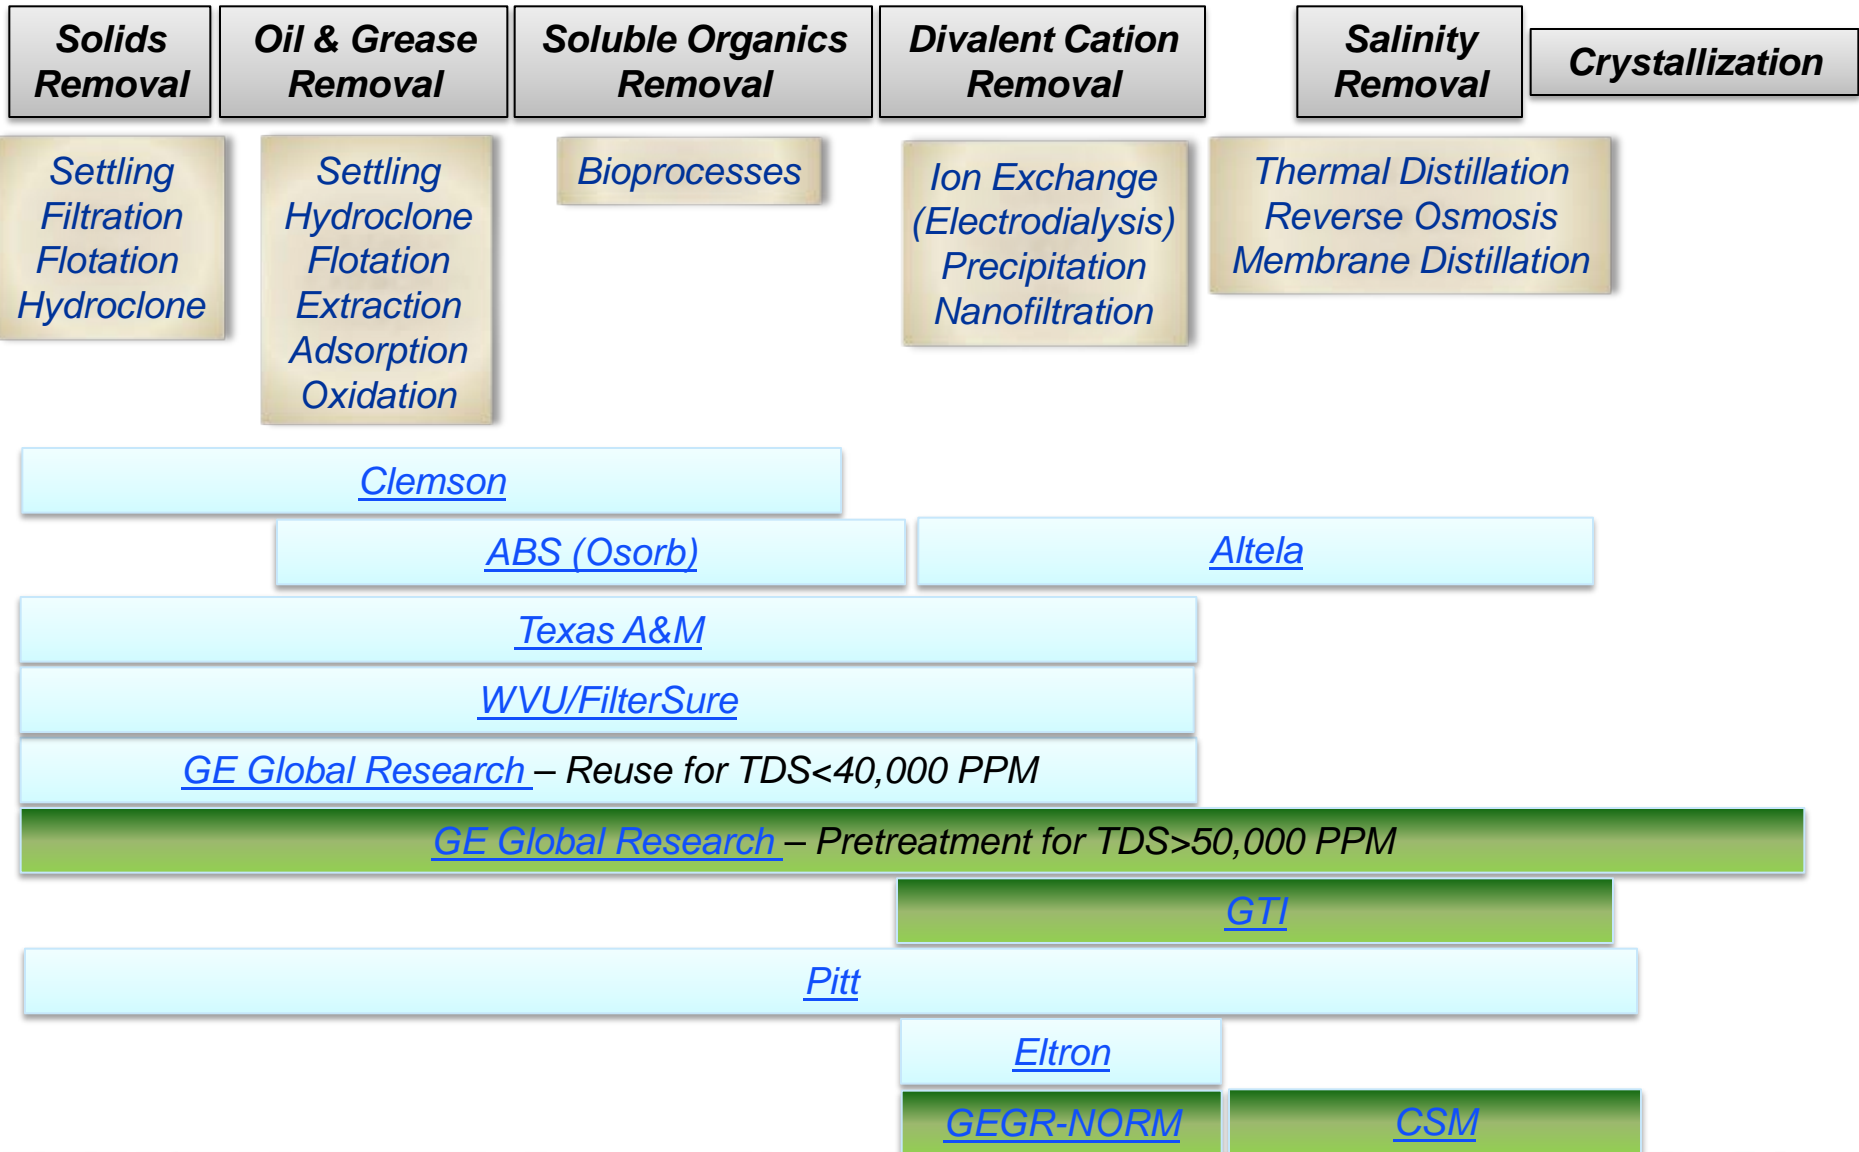 Solids
Removal
Oil & Grease
Removal
Soluble Organics
Removal
Divalent Cation
Removal
Salinity
Removal
Crystallization
Settling
Filtration
Flotation
Hydroclone
Settling
Hydroclone
Flotation
Extraction
Adsorption
Oxidation
Bioprocesses
Ion Exchange
(Electrodialysis)
Precipitation
Nanofiltration
Thermal Distillation
Reverse Osmosis
Membrane Distillation
Clemson
ABS (Osorb)
Altela
Texas A&M
WVU/FilterSure
GE Global Research – Reuse for TDS<40,000 PPM
GE Global Research – Pretreatment for TDS>50,000 PPM
GTI
Pitt
Eltron
GEGR-NORM
CSM